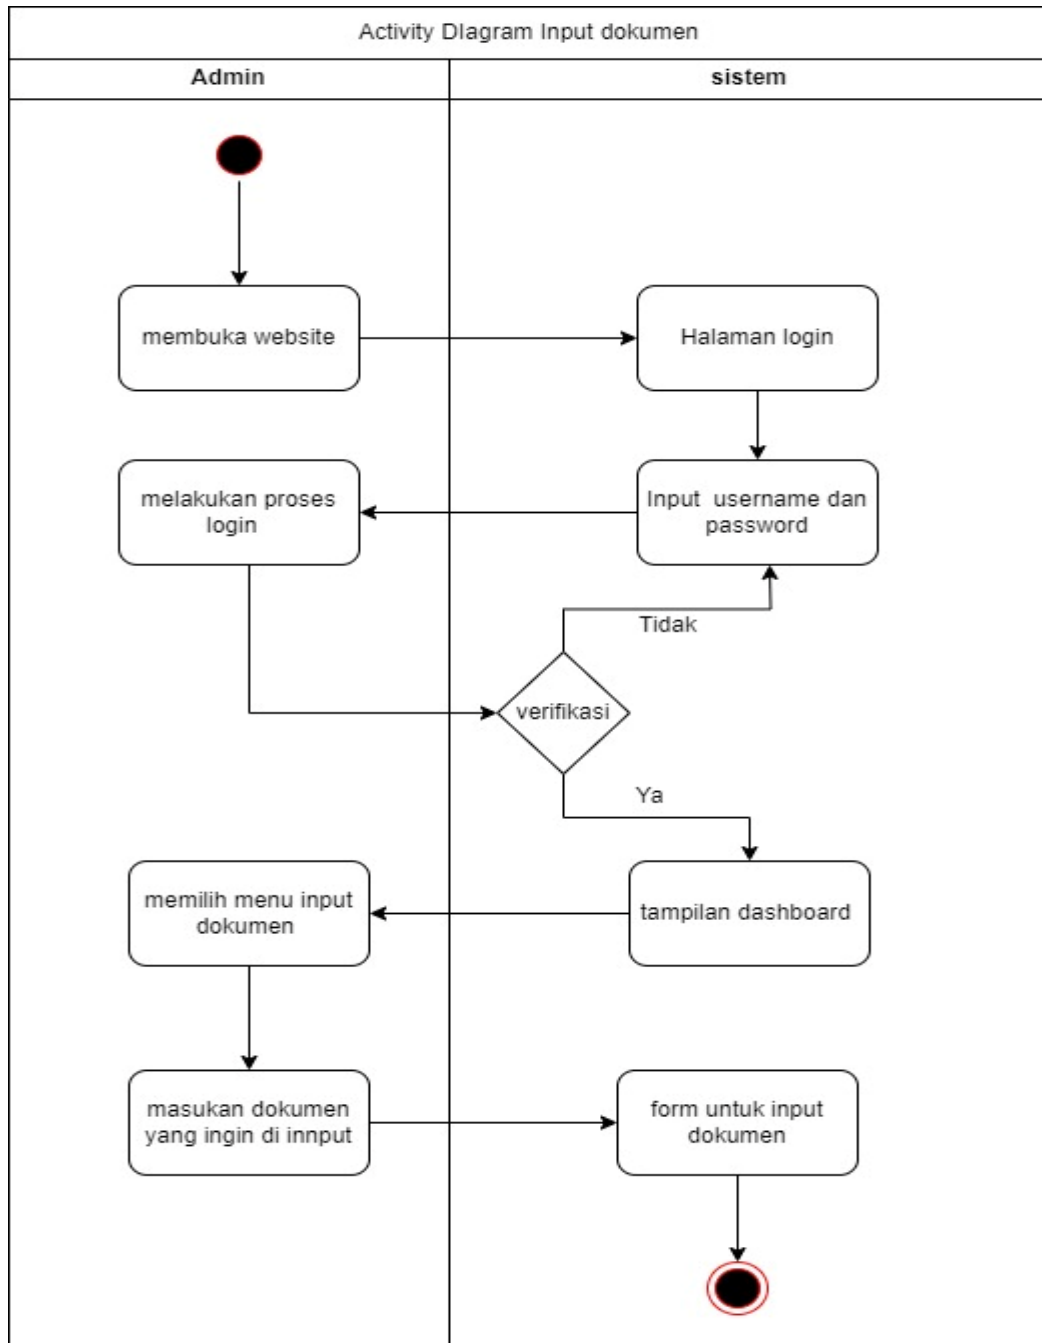 Activity DIagram Input dokumen
Admin
sistem
membuka website
Halaman login
melakukan proses
login
Input username dan
password
Tidak
verifikasi
Ya
memilih menu input
dokumen
tampilan dashboard
masukan dokumen
yang ingin di innput
form untuk input
dokumen